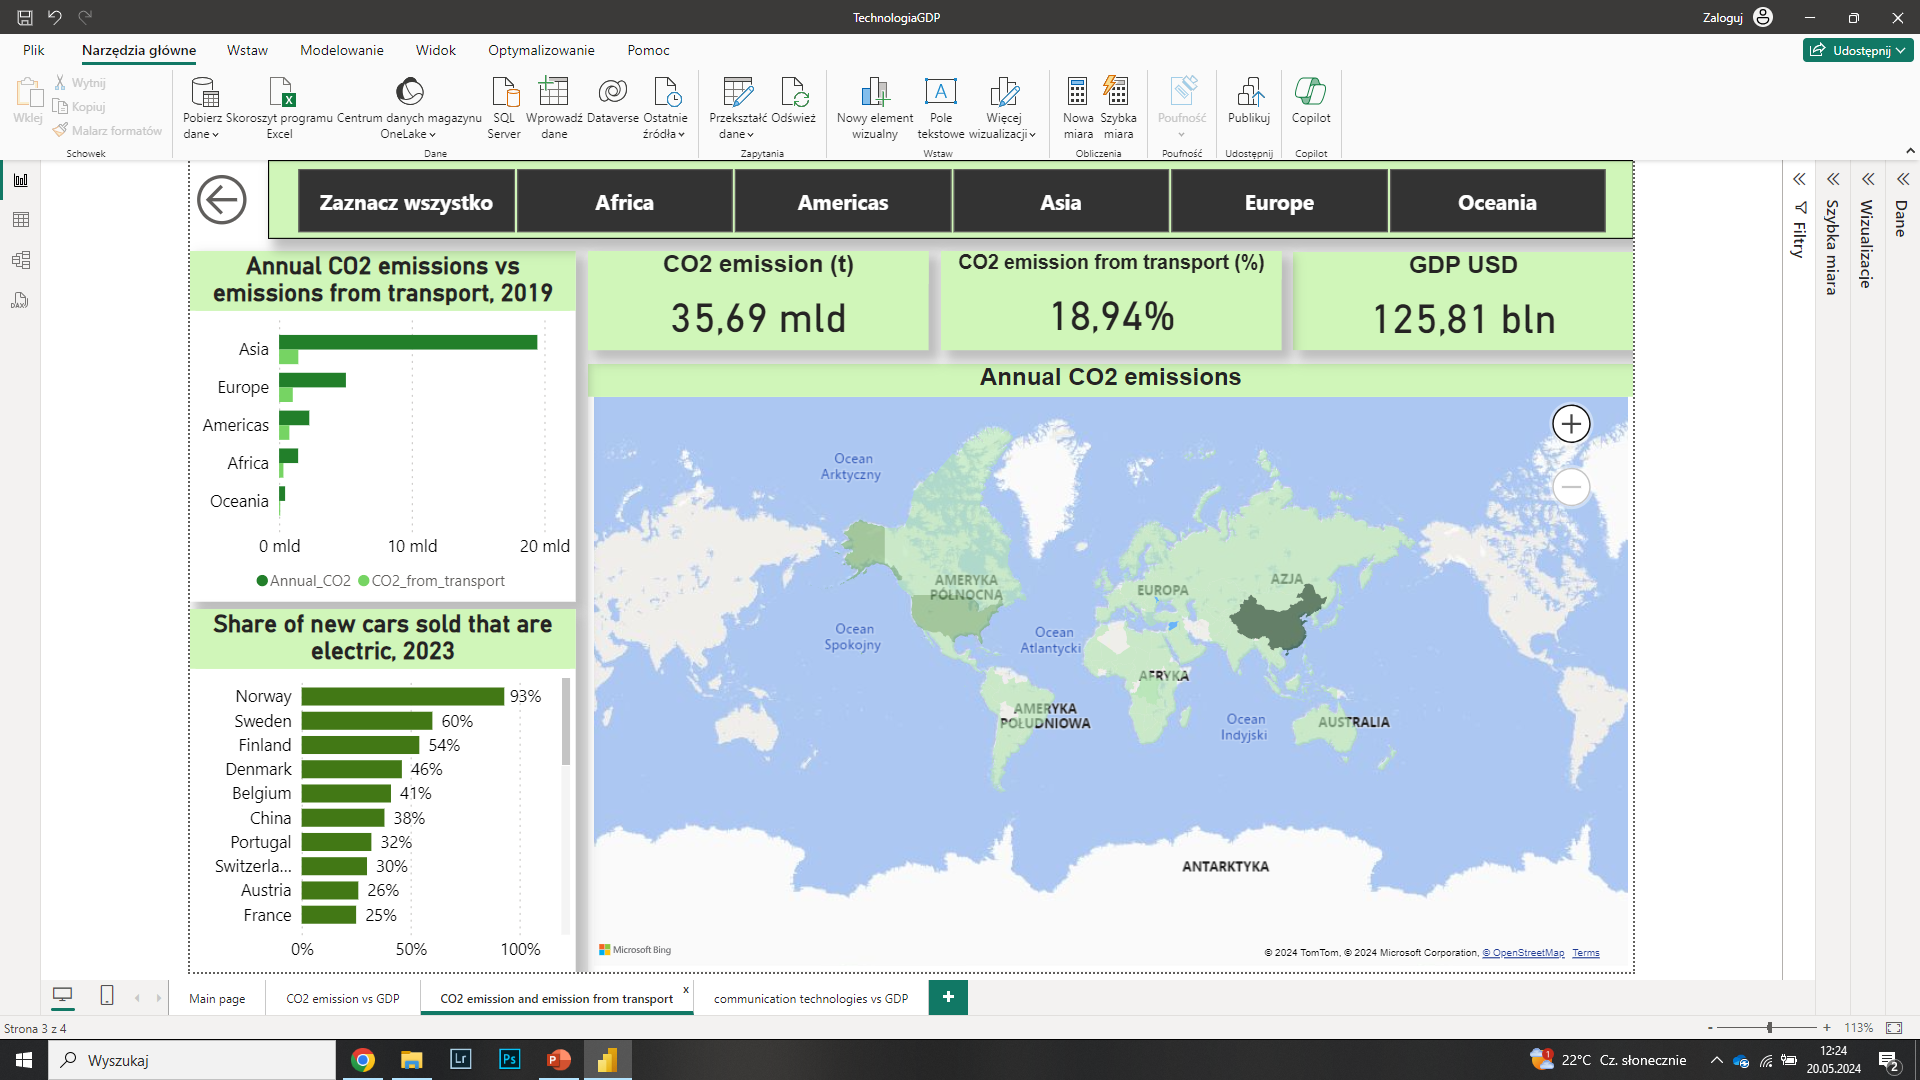 TechnologiaGDP
Zaloguj
Plik
Narzędzia główne
Wstaw
Modelowanie
Widok
Optymalizowanie
Pomoc
Udostępnij
Wklej
Wytnij
Kopiuj
Malarz formatów
Schowek
Pobierz
dane
Skoroszyt programu
Excel
Centrum danych magazynu
OneLake
SQL
Server
Wprowadź
dane
Dataverse
Ostatnie
źródła
Dane
Przekształć
dane
Odśwież
Zapytania
Nowy element
wizualny
Pole
tekstowe
Więcej
wizualizacji
Wstaw
Nowa
miara
Szybka
miara
Obliczenia
Poufność
Poufność
Publikuj
Udostępnij
Copilot
Copilot
DAX
Zaznacz wszystko
Africa
Americas
Asia
Europe
Oceania
Annual CO2 emissions vs
emissions from transport, 2019
Asia
Europe
Americas
Africa
Oceania
0 mld 10 mld 20 mld
Annual_CO2 CO2_from_transport
Share of new cars sold that are
electric, 2023
Norway 93%
Sweden 60%
Finland 54%
Denmark 46%
Belgium 41%
China 38%
Portugal 32%
Switzerla... 30%
Austria 26%
France 25%
0% 50% 100%
CO2 emission (t)
35,69 mld
CO2 emission from transport (%)
18,94%
GDP USD
125,81 bln
Annual CO2 emissions
Ocean
Arktyczny
AMERYKA
PÓŁNOCNA
EUROPA
AZJA
Ocean
Spokojny
Ocean
Atlantycki
AFRYKA
AMERYKA
POŁUDNIOWA
Ocean
Indyjski
AUSTRALIA
ANTARKTYKA
Microsoft Bing
© 2024 TomTom, © 2024 Microsoft Corporation, © OpenStreetMap Terms
Filtry
Szybka miara
Wizualizacje
Dane
Main page
CO2 emission vs GDP
CO2 emission and emission from transport
x
communication technologies vs GDP
+
Strona 3 z 4
- + 113%
Wyszukaj
Lr
Ps
P
1
22°C Cz. słonecznie
12:24
20.05.2024
2